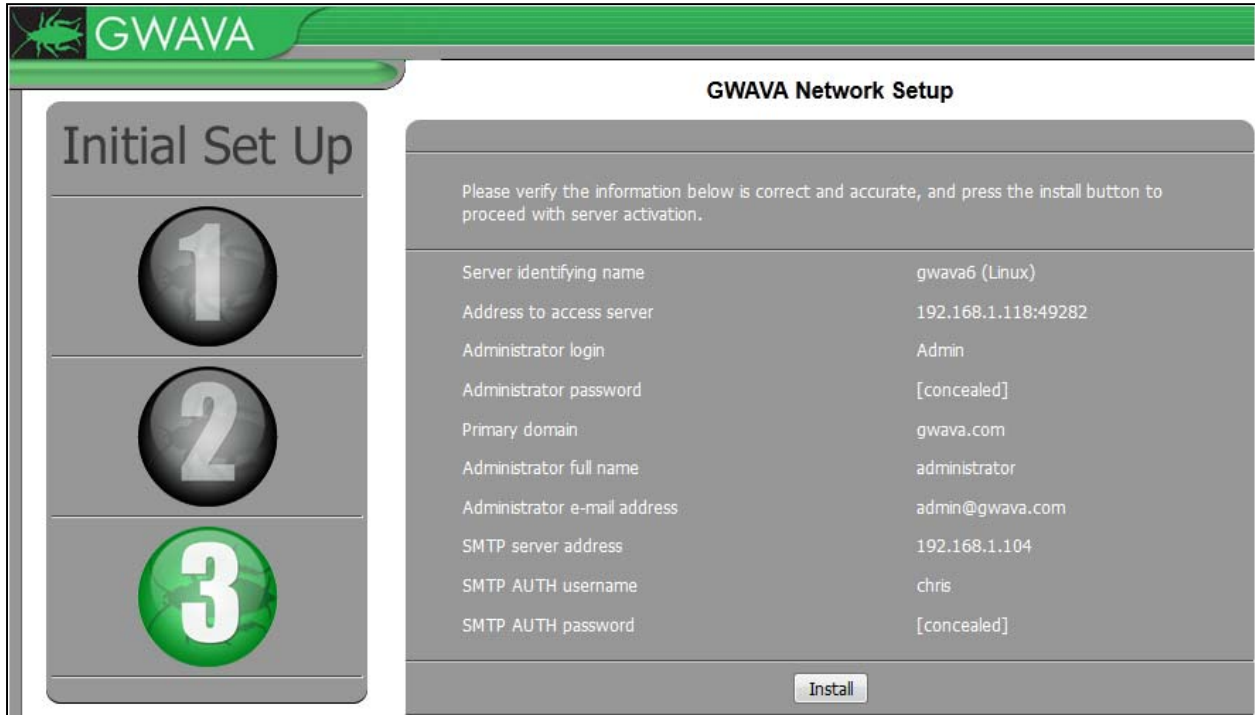 GWAVA
GWAVA Network Setup
Initial Set Up
1
2
3
Please verify the information below is correct and accurate, and press the install button to
proceed with server activation.
Server identifying name gwava6 (Linux)
Address to access server 192.168.1.118:49282
Administrator login Admin
Administrator password [concealed]
Primary domain gwava.com
Administrator full name administrator
Administrator e-mail address admin@gwava.com
SMTP server address 192.168.1.104
SMTP AUTH username chris
SMTP AUTH password [concealed]
Install